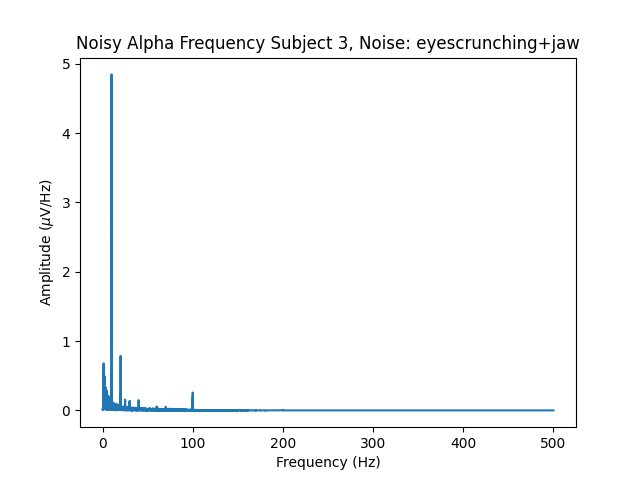 Noisy Alpha Frequency Subject 3, Noise: eyescrunching+jaw
5
4
3
2
1
0
Amplitude (μV/Hz)
0 100 200 300 400 500
Frequency (Hz)